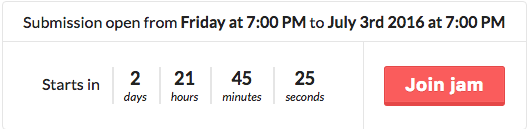 Submission open from Friday at 7:00 PM to July 3rd 2016 at 7:00 PM
Starts in 2 days 21 hours 45 minutes 25 seconds
Join jam